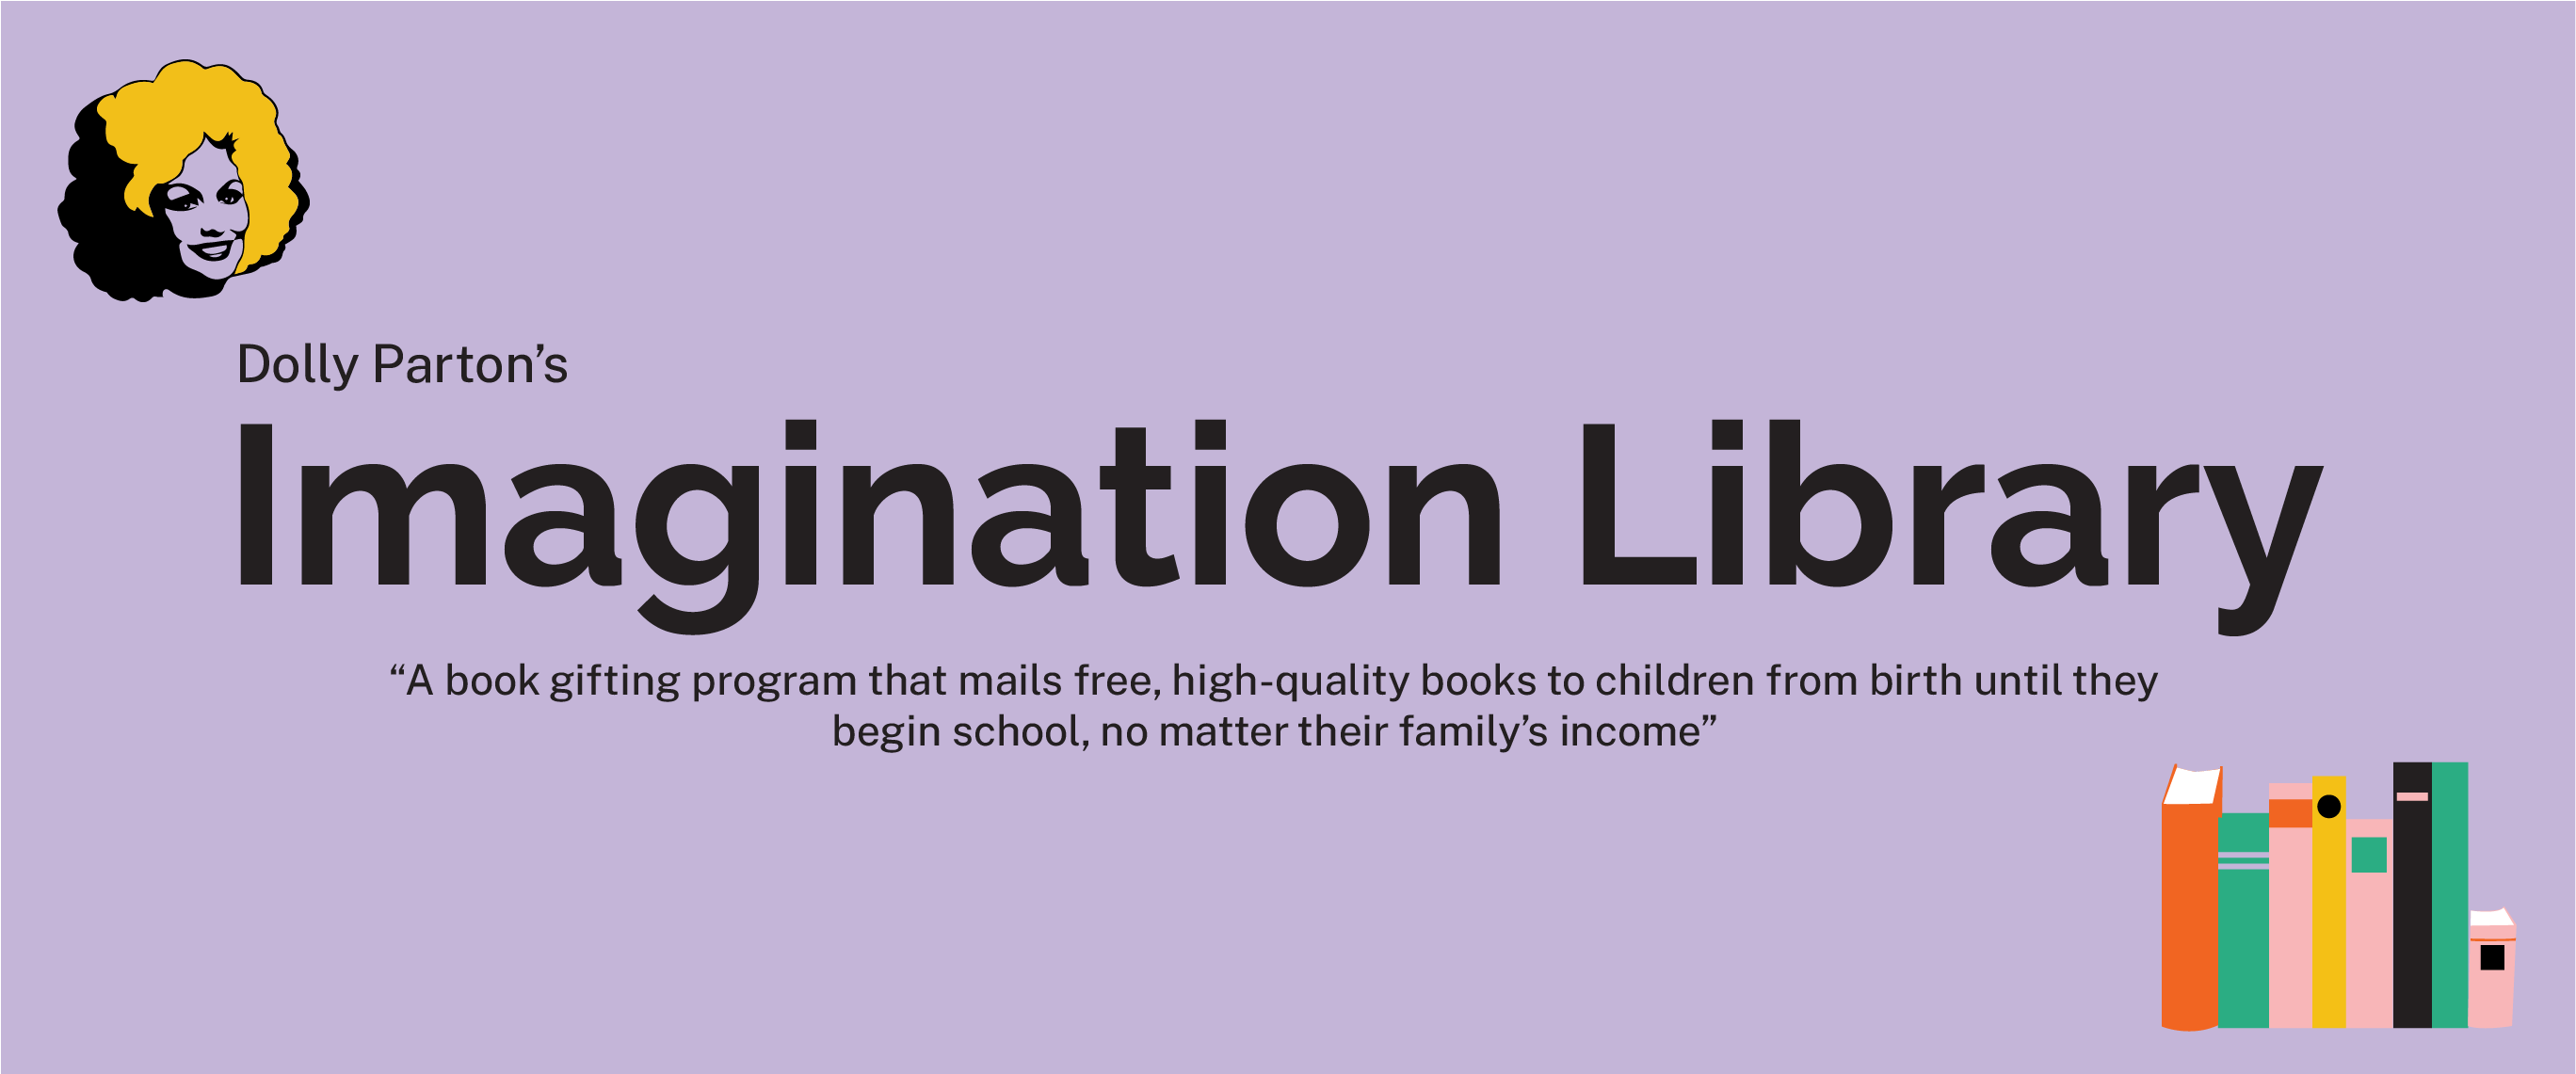 Dolly Parton’s
Imagination Library
“A book gifting program that mails free, high-quality books to children from birth until they
begin school, no matter their family’s income”